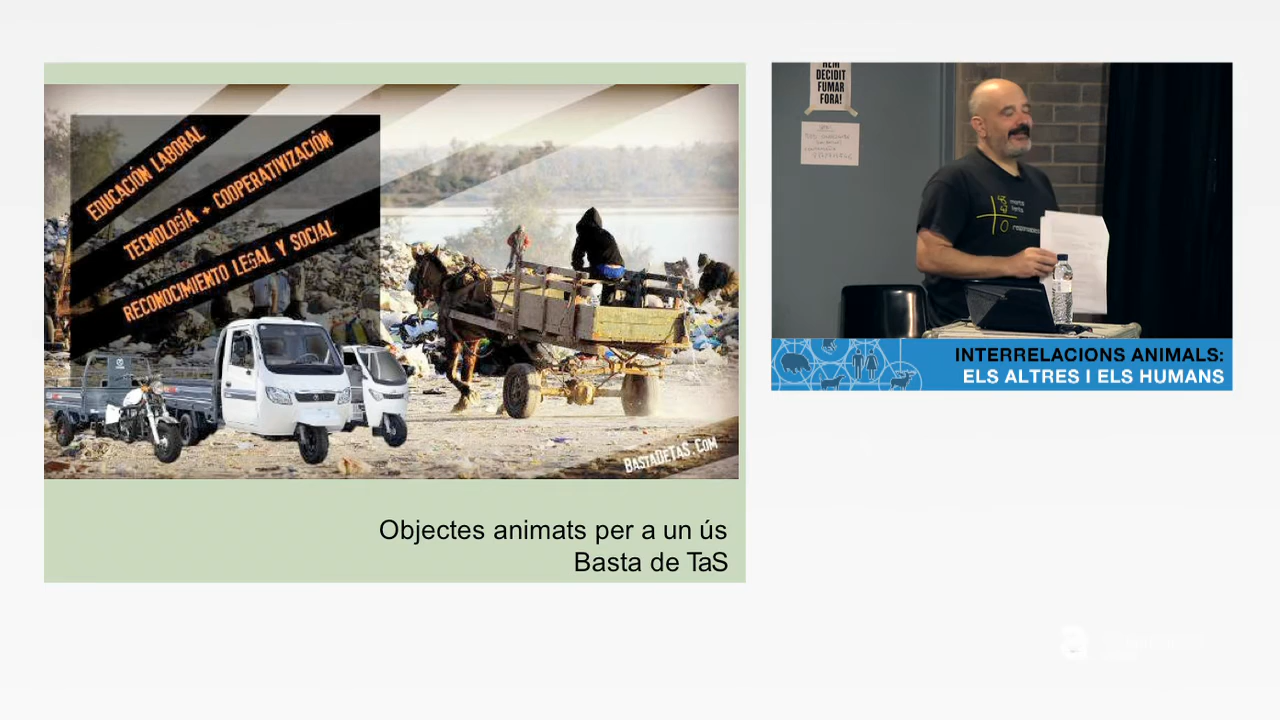 EDUCACIÓN LABORAL
TECNOLOGÍA + COOPERATIVIZACIÓN
RECONOCIMIENTO LEGAL Y SOCIAL
BASTADETAS.COM
Objectes animats per a un ús
Basta de TaS
HEM
DECIDIT
FUMAR
FORA!
INTERRELACIONS ANIMALS:
ELS ALTRES I ELS HUMANS